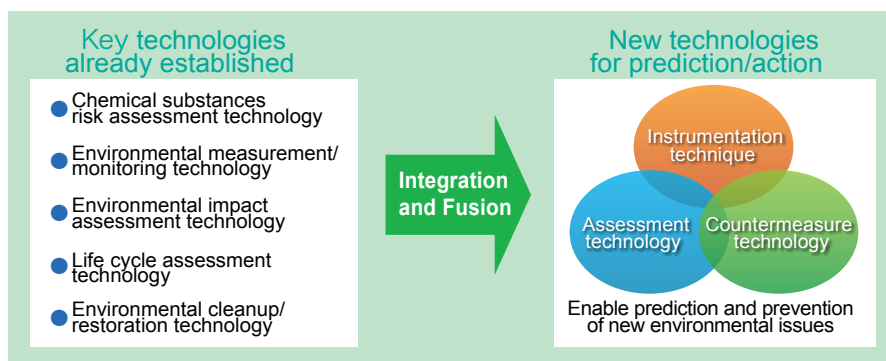 Key technologies
already established
Chemical substances
risk assessment technology
Environmental measurement/
monitoring technology
Environmental impact
assessment technology
Life cycle assessment
technology
Environmental cleanup/
restoration technology
Integration
and Fusion
New technologies
for prediction/action
Instrumentation
technique
Assessment
technology
Countermeasure
technology
Enable prediction and prevention
of new environmental issues